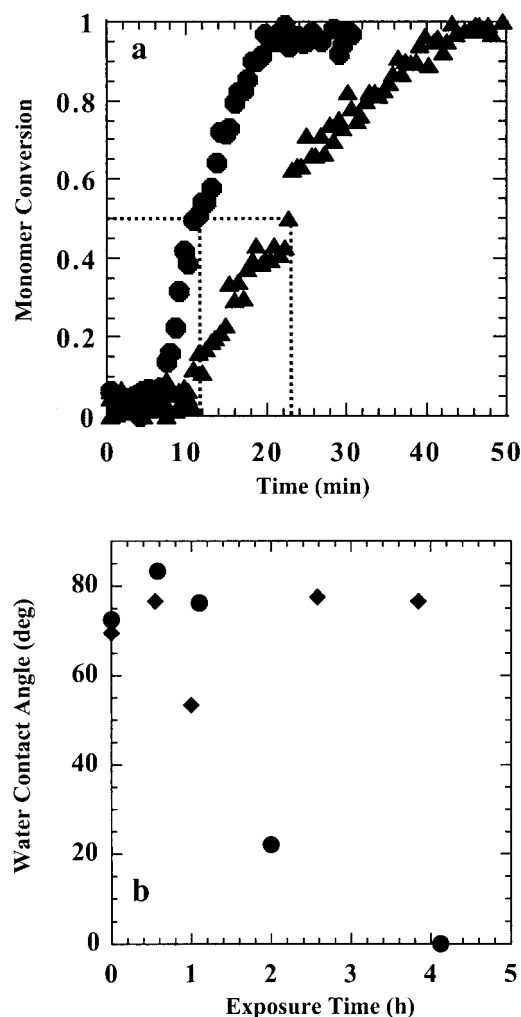 a
Monomer Conversion
1
0.8
0.6
0.4
0.2
0
0 10 20 30 40 50
Time (min)
b
Water Contact Angle (deg)
80
60
40
20
0
0 1 2 3 4 5
Exposure Time (h)